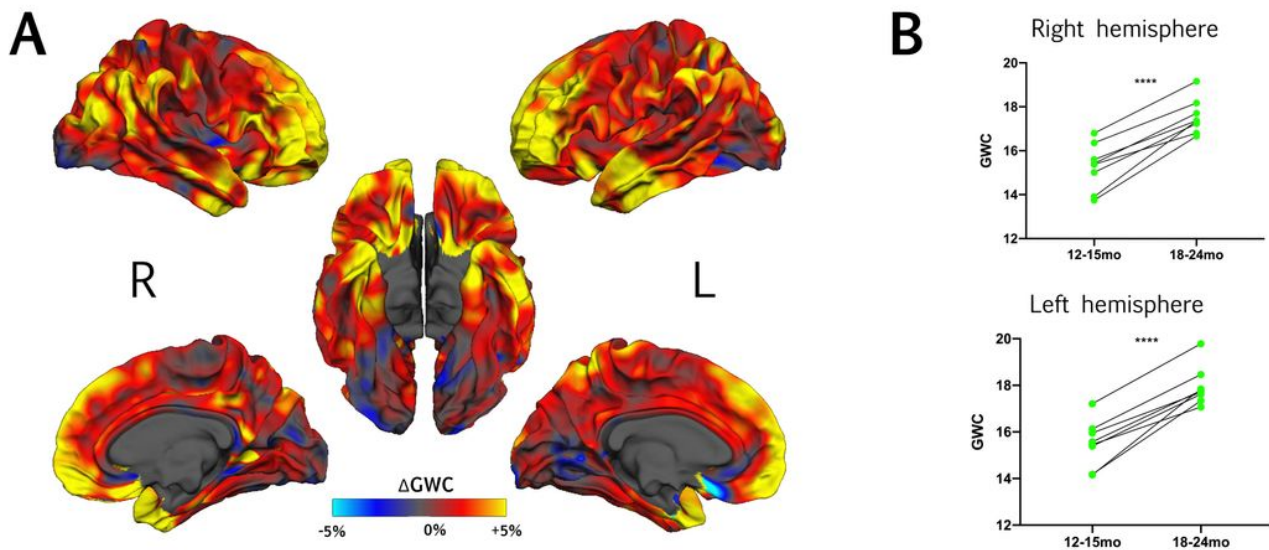 A
R
L
ΔGWC
-5%
0%
+5%
B
Right hemisphere
20
18
16
14
12
GWC
****
12-15mo
18-24mo
Left hemisphere
20
18
16
14
12
GWC
****
12-15mo
18-24mo